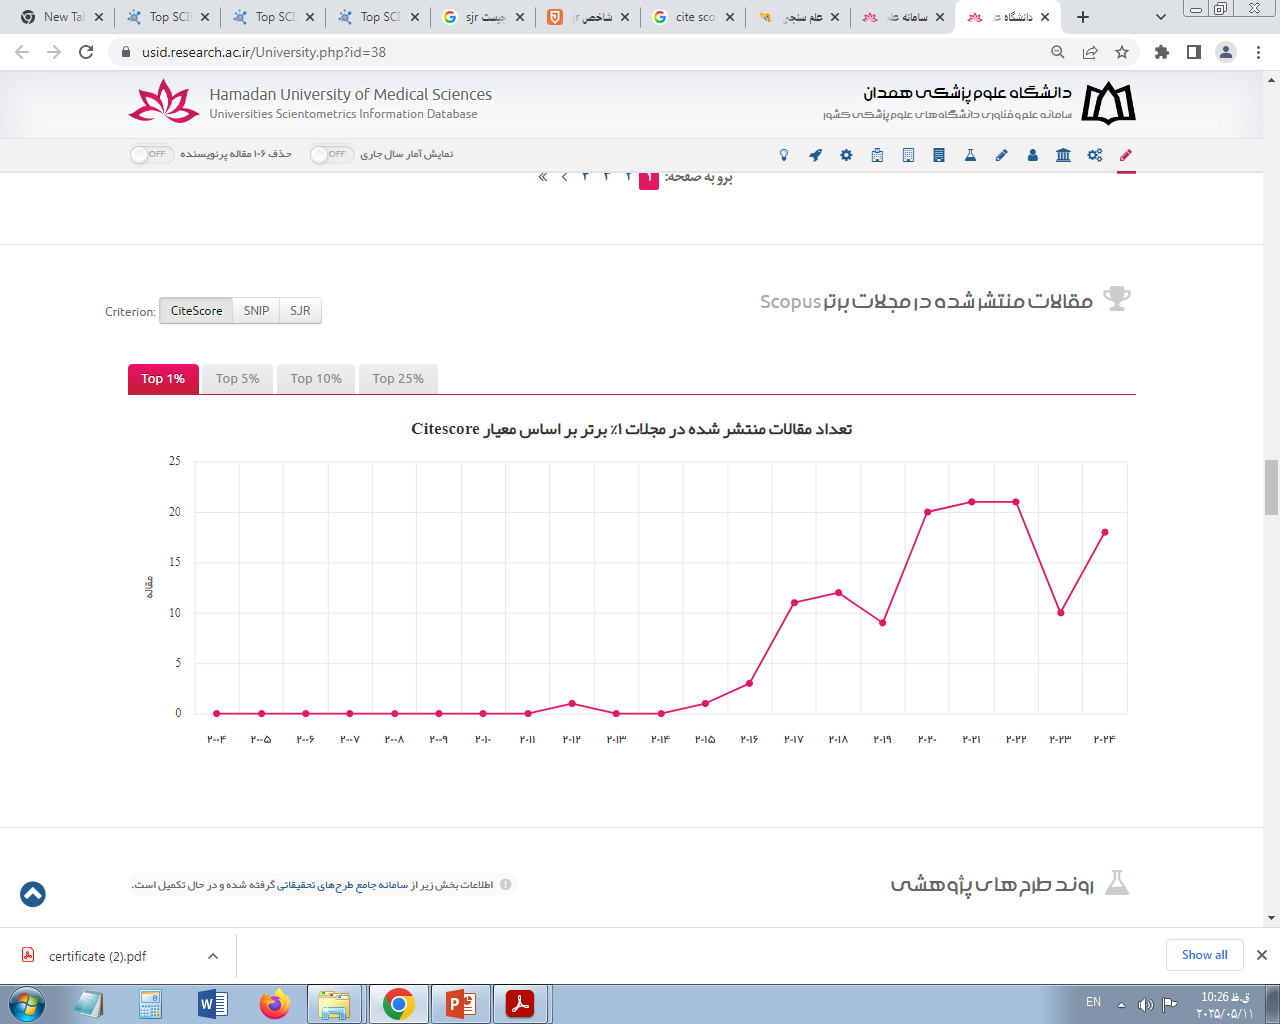 New Tab
Top SCI
Top SCI
Top SCI
sjr چیست
شاخص jr
cite sco
علم سنجی
سامانه عله
دانشگاه عـ
usid.research.ac.ir/University.php?id=38
Hamadan University of Medical Sciences
Universities Scientometrics Information Database
دانشگاه علوم پزشکی همدان
سامانه علم و فناوری دانشگاه‌های علوم پزشکی کشور
OFF
حذف ۱۰۶ مقاله پرنویسنده
OFF
نمایش آمار سال جاری
برو به صفحه: ۱ ۲ ۳ ۳ › »
مقالات منتشر شده در مجلات برتر Scopus
Criterion: CiteScore SNIP SJR
Top 1% Top 5% Top 10% Top 25%
تعداد مقالات منتشر شده در مجلات ۱٪ برتر بر اساس معیار Citescore
مقاله
25
20
15
10
5
0
۲۰۰۴ ۲۰۰۵ ۲۰۰۶ ۲۰۰۷ ۲۰۰۸ ۲۰۰۹ ۲۰۱۰ ۲۰۱۱ ۲۰۱۲ ۲۰۱۳ ۲۰۱۴ ۲۰۱۵ ۲۰۱۶ ۲۰۱۷ ۲۰۱۸ ۲۰۱۹ ۲۰۲۰ ۲۰۲۱ ۲۰۲۲ ۲۰۲۳ ۲۰۲۴
روند طرح های پژوهشی
اطلاعات بخش زیر از سامانه جامع طرح‌های تحقیقاتی گرفته شده و در حال تکمیل است.
certificate (2).pdf
Show all
EN
10:26 ق.ظ
۲۰۲۵/۰۵/۱۱